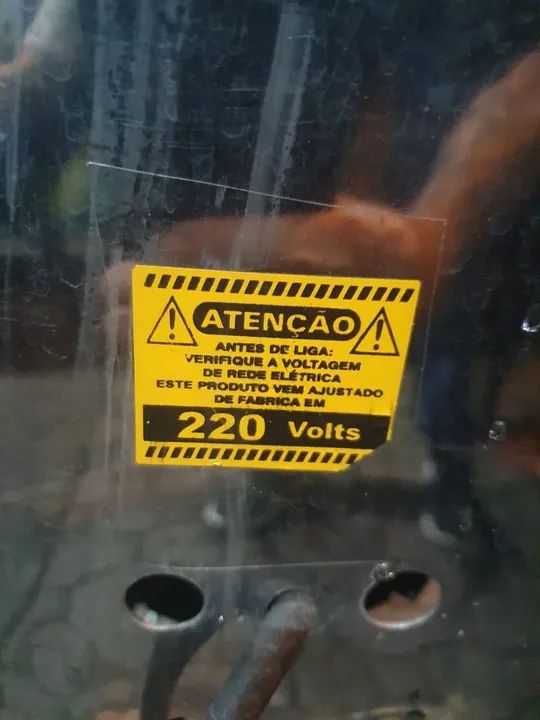 ATENÇÃO
ANTES DE LIGA:
VERIFIQUE A VOLTAGEM
DE REDE ELÉTRICA
ESTE PRODUTO VEM AJUSTADO
DE FABRICA EM
220 Volts